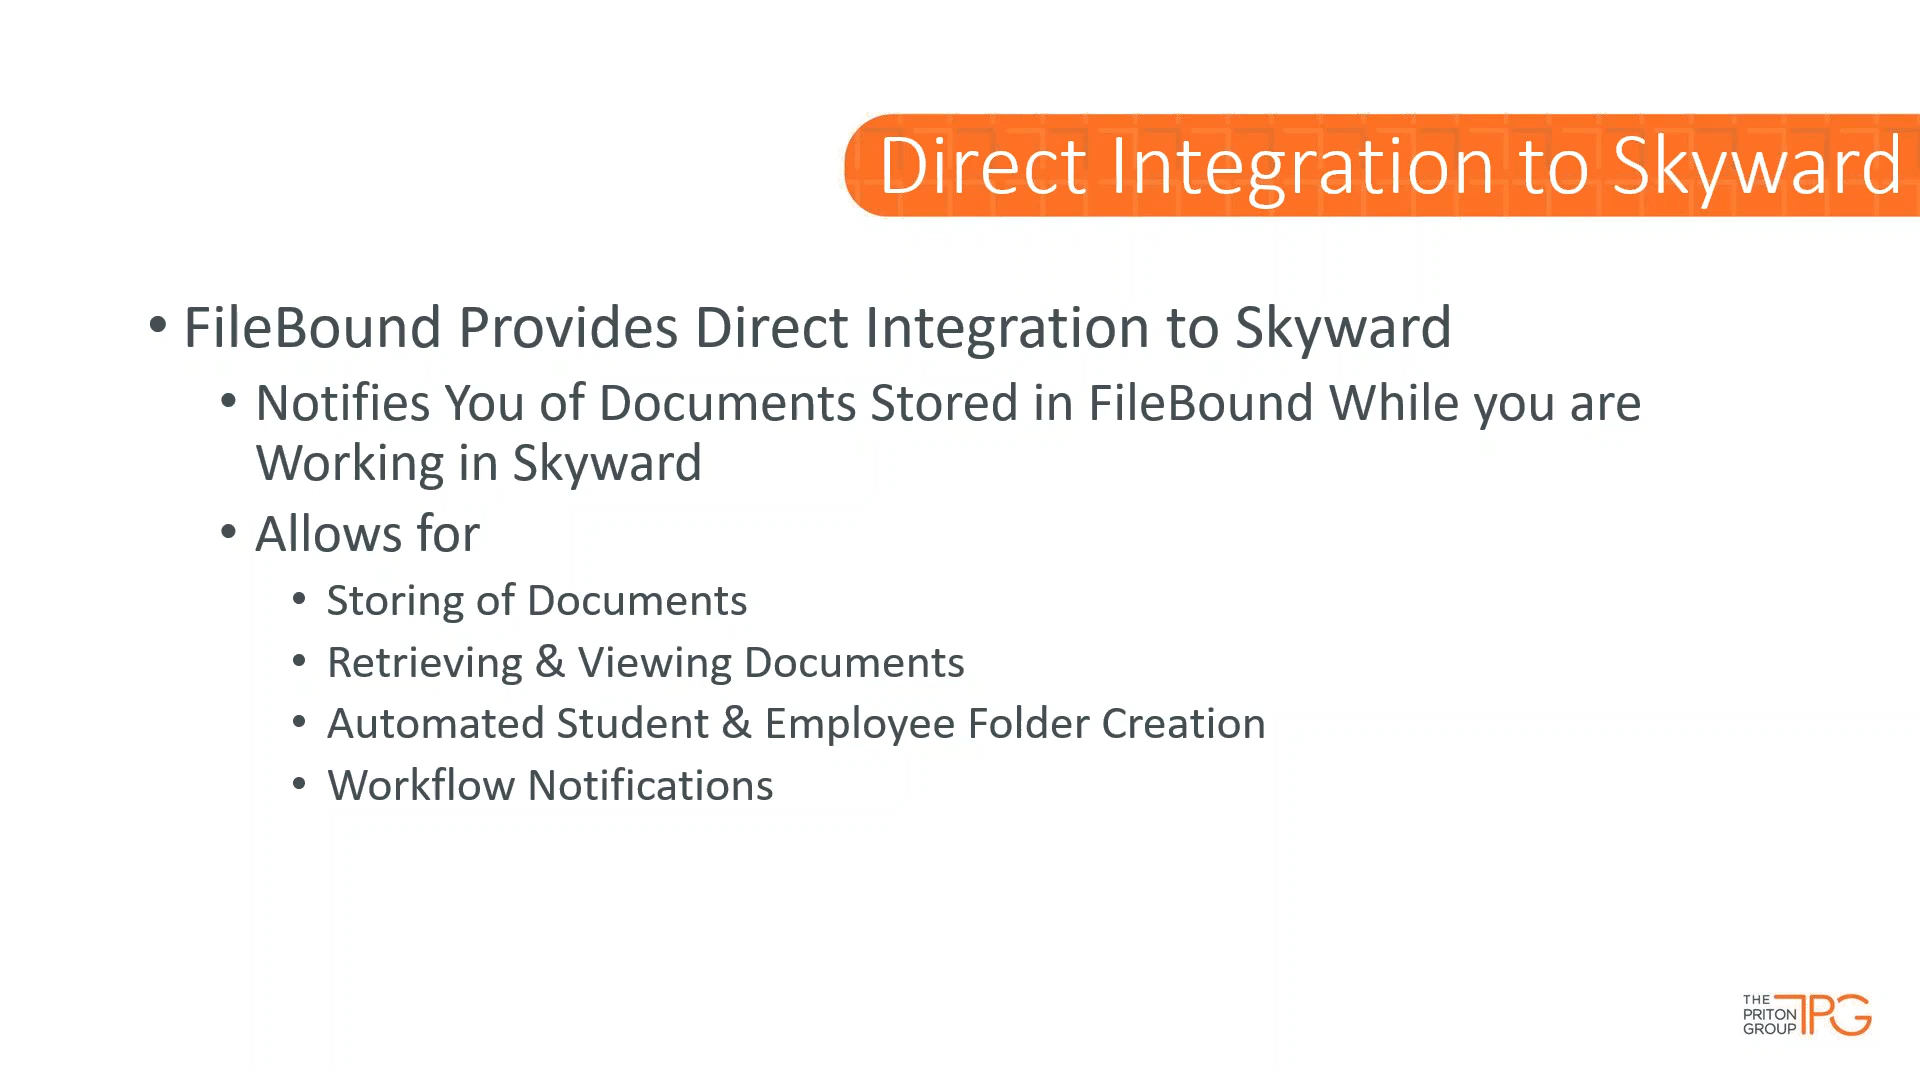 Direct Integration to Skyward
• FileBound Provides Direct Integration to Skyward
• Notifies You of Documents Stored in FileBound While you are
Working in Skyward
• Allows for
• Storing of Documents
• Retrieving & Viewing Documents
• Automated Student & Employee Folder Creation
• Workflow Notifications
THE
PRITON
GROUP
TPG